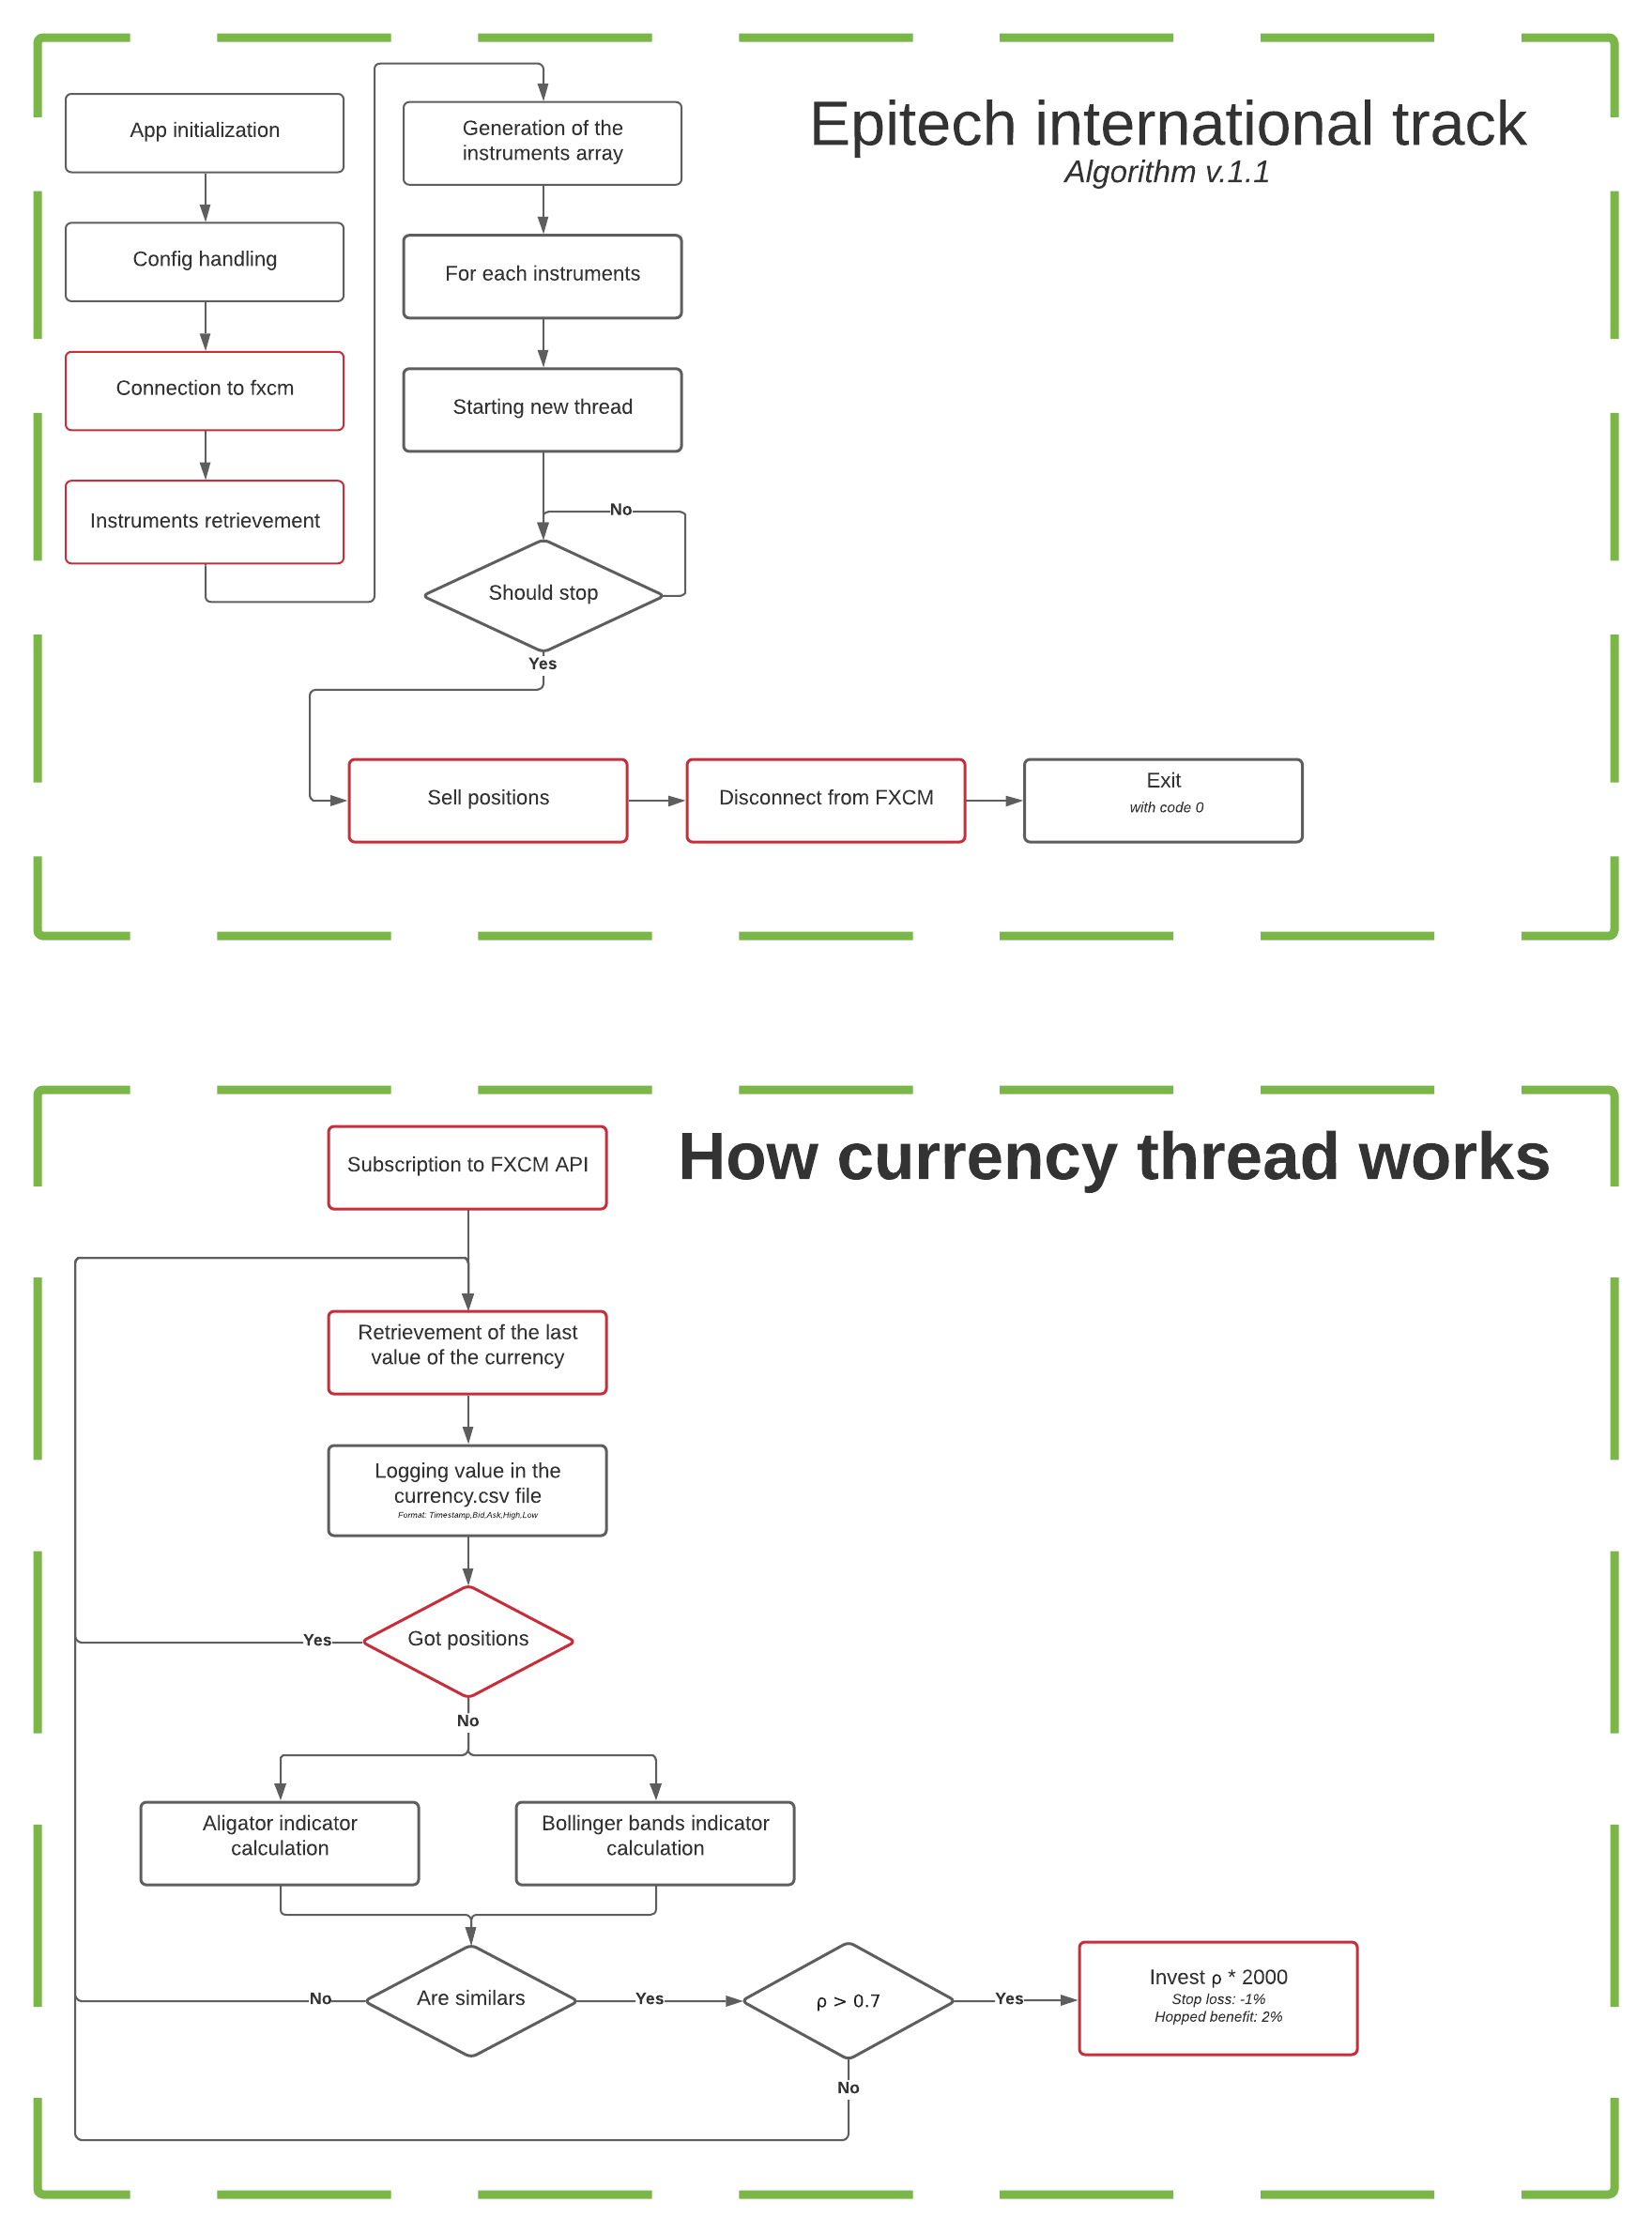 Epitech international track
Algorithm v.1.1
App initialization
Config handling
Connection to fxcm
Instruments retrievement
Generation of the
instruments array
For each instruments
Starting new thread
No
Should stop
Yes
Sell positions
Disconnect from FXCM
Exit
with code 0
How currency thread works
Subscription to FXCM API
Retrievement of the last
value of the currency
Logging value in the
currency.csv file
Format: Timestamp,Bid,Ask,High,Low
Got positions
Yes
No
Aligator indicator
calculation
Bollinger bands indicator
calculation
No
Are similars
Yes
ρ > 0.7
Yes
Invest ρ * 2000
Stop loss: -1%
Hopped benefit: 2%
No